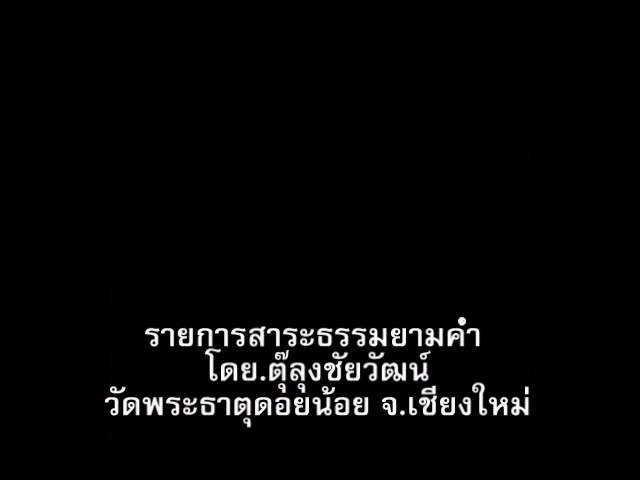 รายการสาระธรรมยามคำ
โดย.ตุ๊ลุงชัยวัฒน์
วัดพระธาตุดอยน้อย จ.เชียงใหม่